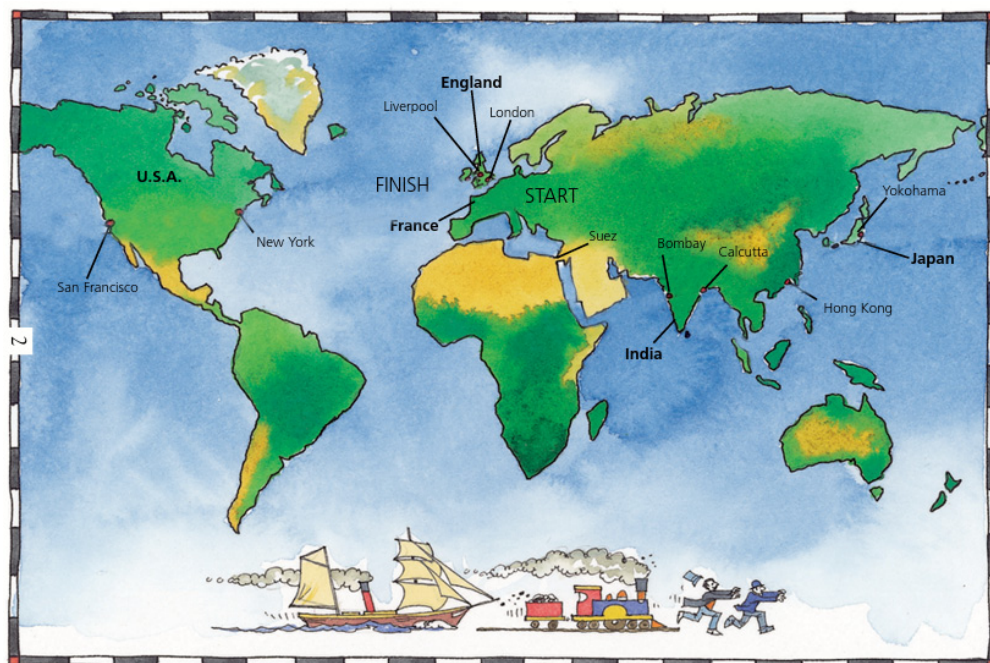 England
Liverpool
London
U.S.A.
FINISH
START
Yokohama
France
New York
Suez
Bombay
Calcutta
Japan
San Francisco
Hong Kong
India
2